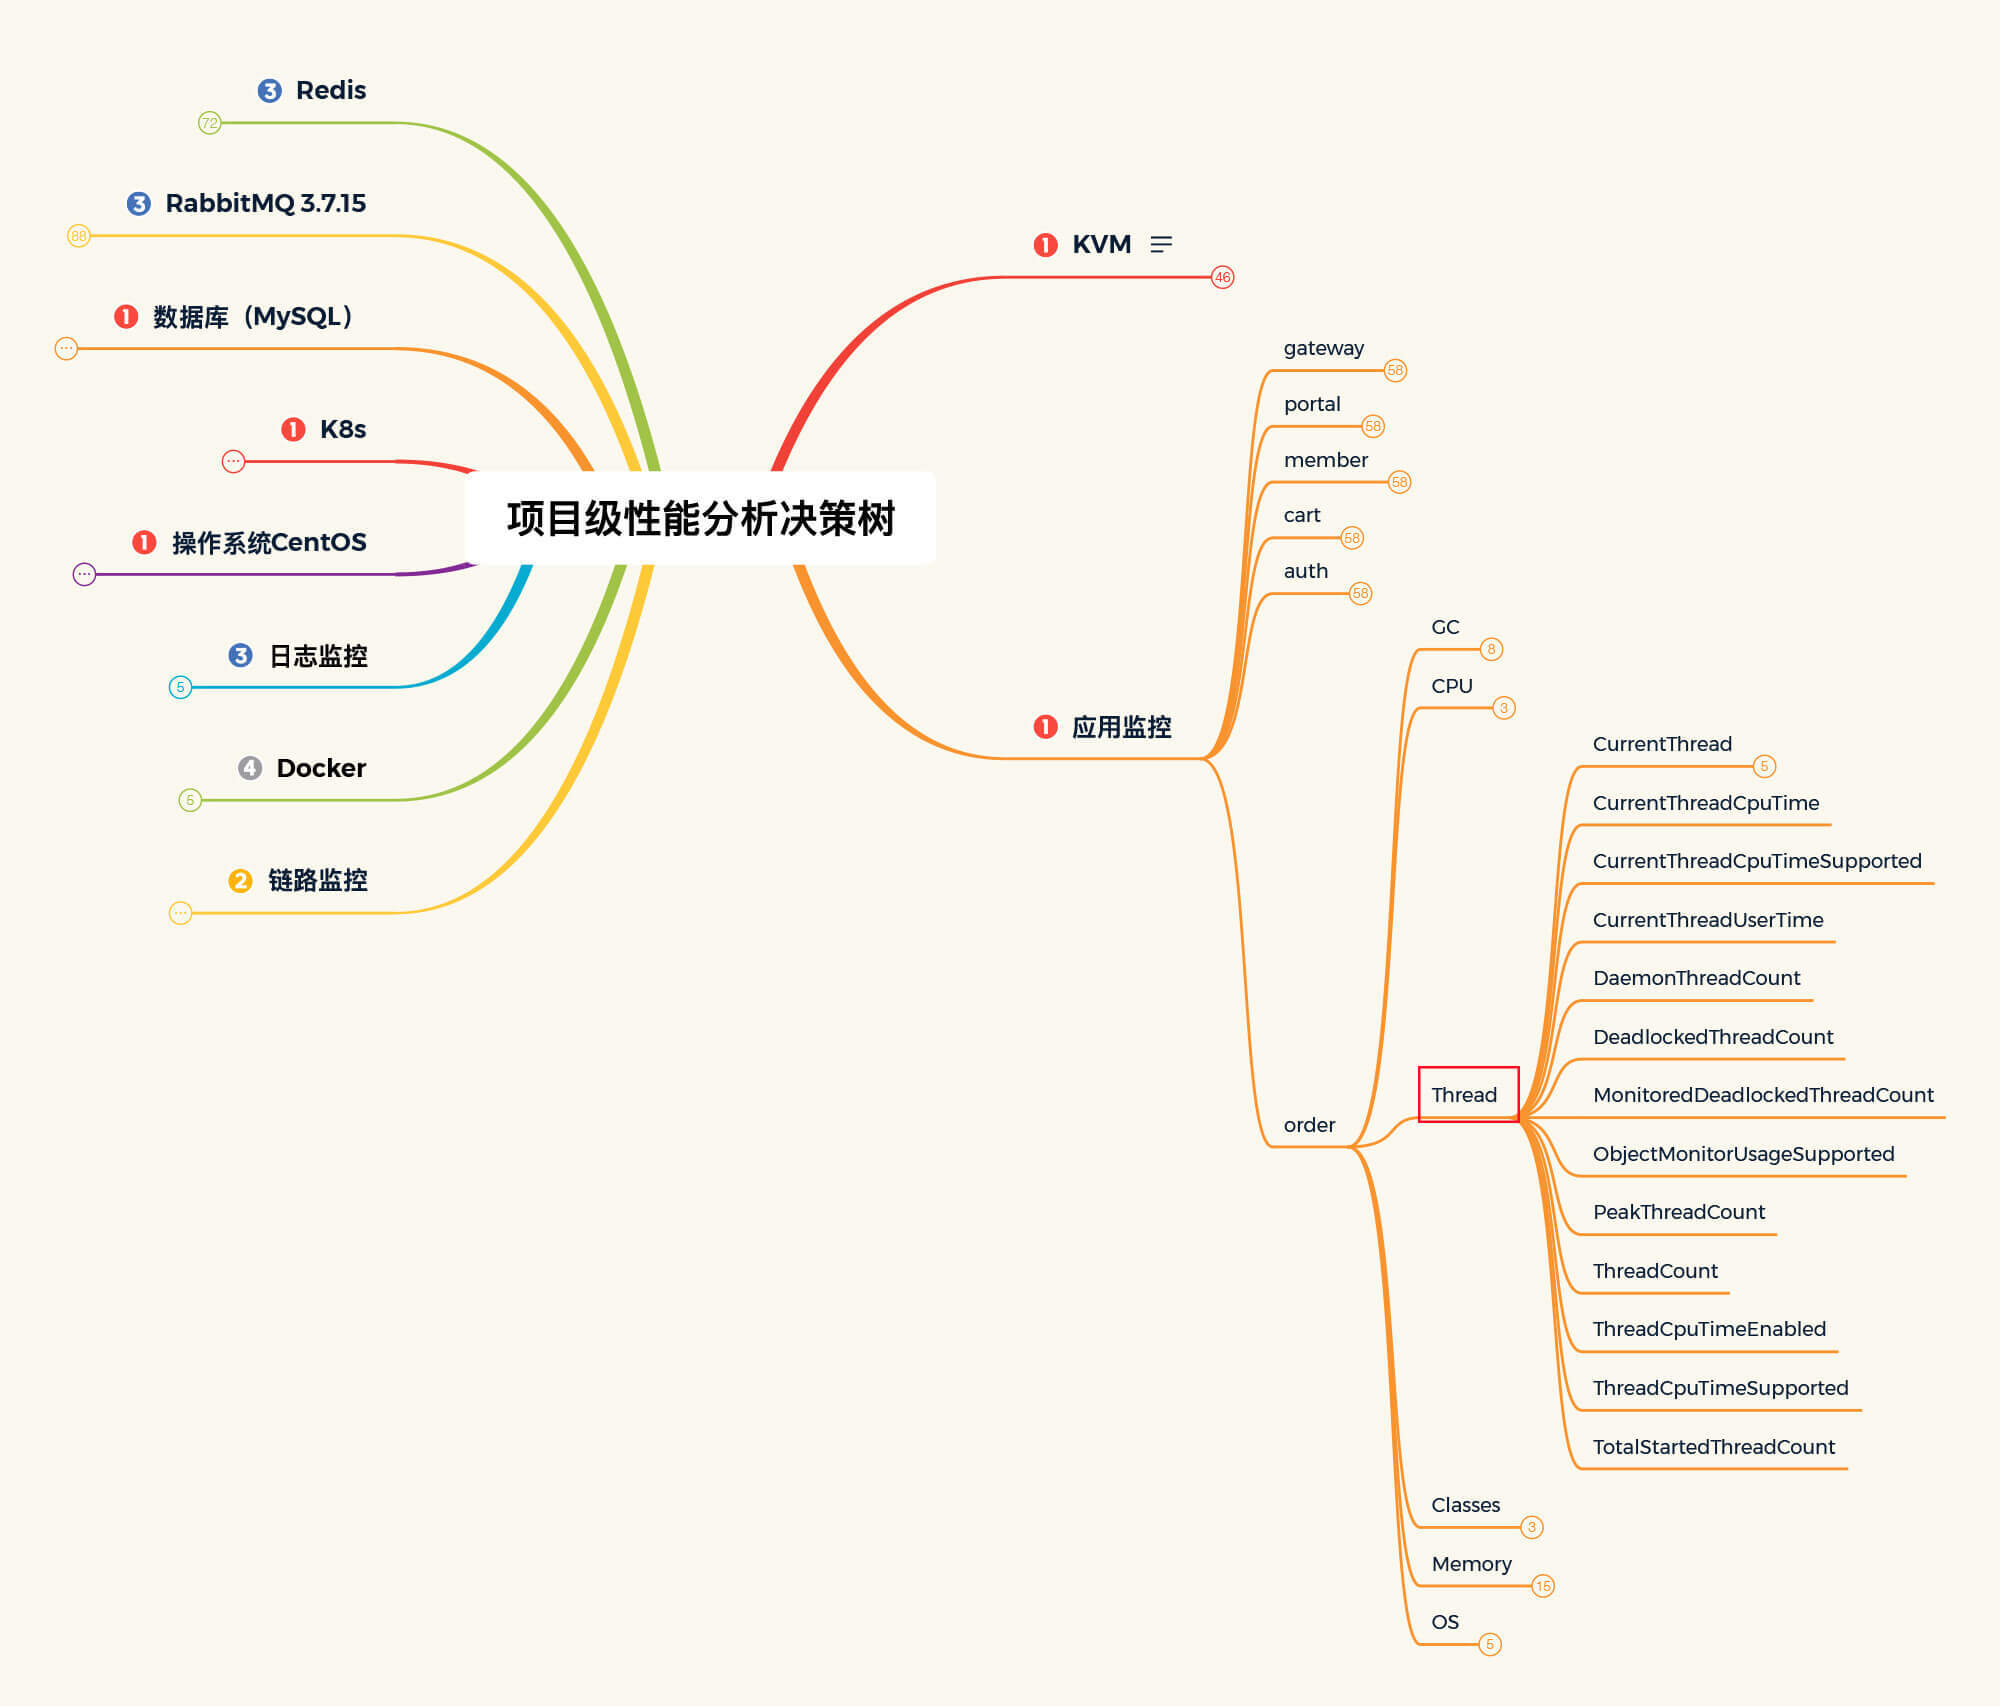 项目级性能分析决策树
3 Redis
72
3 RabbitMQ 3.7.15
88
1 数据库（MySQL）
...
1 K8s
...
1 操作系统CentOS
...
3 日志监控
5
4 Docker
5
2 链路监控
...
1 KVM
46
1 应用监控
gateway
58
portal
58
member
58
cart
58
auth
58
order
GC
8
CPU
3
Thread
CurrentThread
5
CurrentThreadCpuTime
CurrentThreadCpuTimeSupported
CurrentThreadUserTime
DaemonThreadCount
DeadlockedThreadCount
MonitoredDeadlockedThreadCount
ObjectMonitorUsageSupported
PeakThreadCount
ThreadCount
ThreadCpuTimeEnabled
ThreadCpuTimeSupported
TotalStartedThreadCount
Classes
3
Memory
15
OS
5